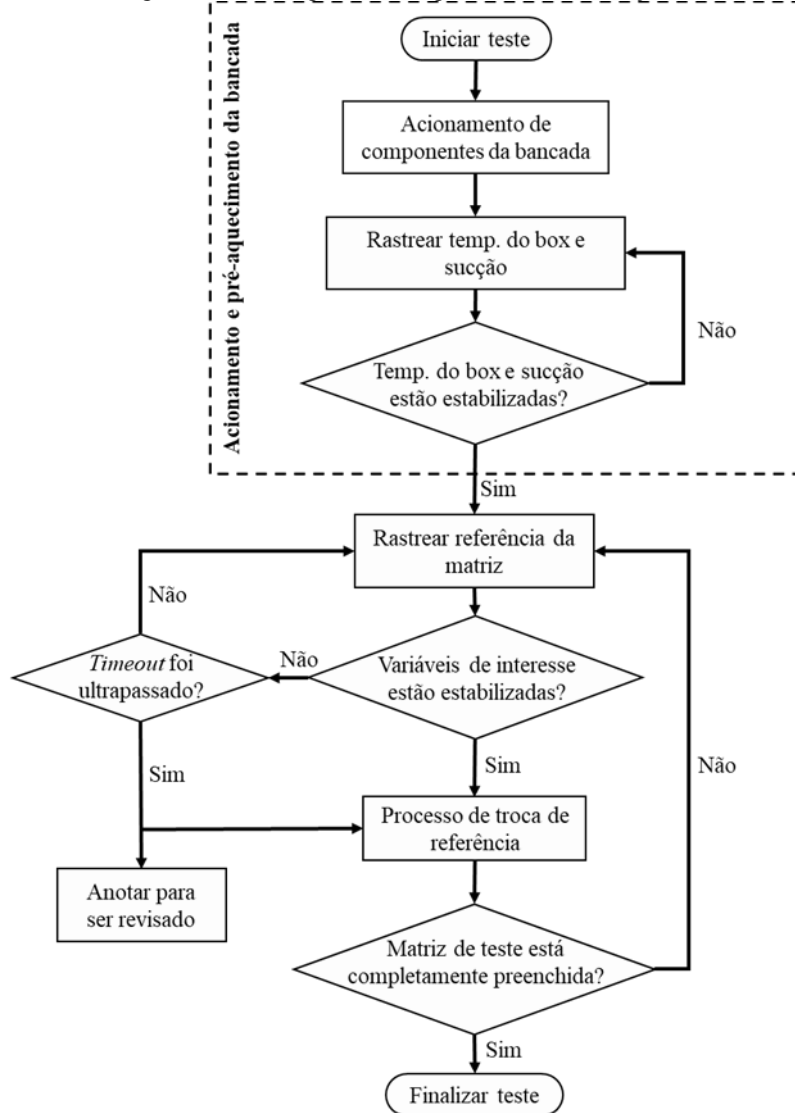 Iniciar teste
Acionamento e pré-aquecimento da bancada
Acionamento de
componentes da bancada
Rastrear temp. do box e
sucção
Não
Temp. do box e sucção
estão estabilizadas?
Sim
Rastrear referência da
matriz
Não
Timeout foi
ultrapassado?
Não
Variáveis de interesse
estão estabilizadas?
Sim
Sim
Não
Processo de troca de
referência
Anotar para
ser revisado
Matriz de teste está
completamente preenchida?
Sim
Finalizar teste